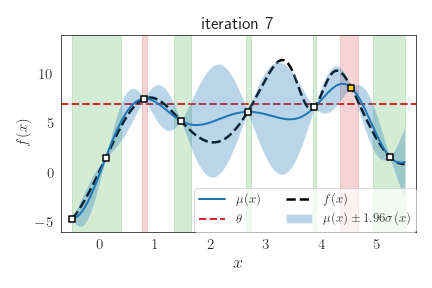 iteration 7
f(x)
10
5
0
−5
0 1 2 3 4 5
x
μ(x) f(x)
θ μ(x) ± 1.96σ(x)